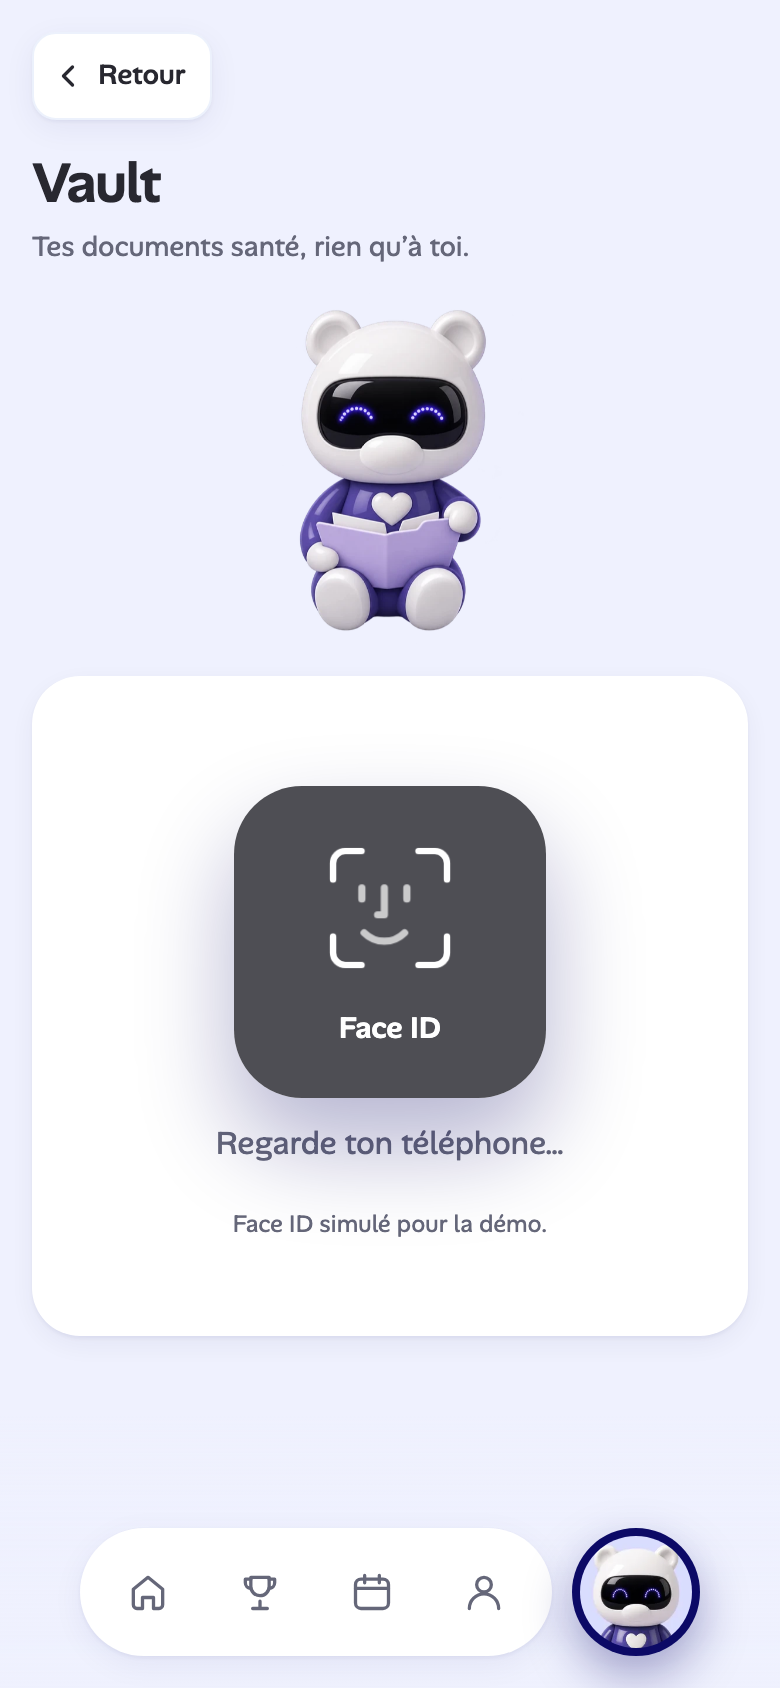 Retour
Vault
Tes documents santé, rien qu’à toi.
Face ID
Regarde ton téléphone...
Face ID simulé pour la démo.